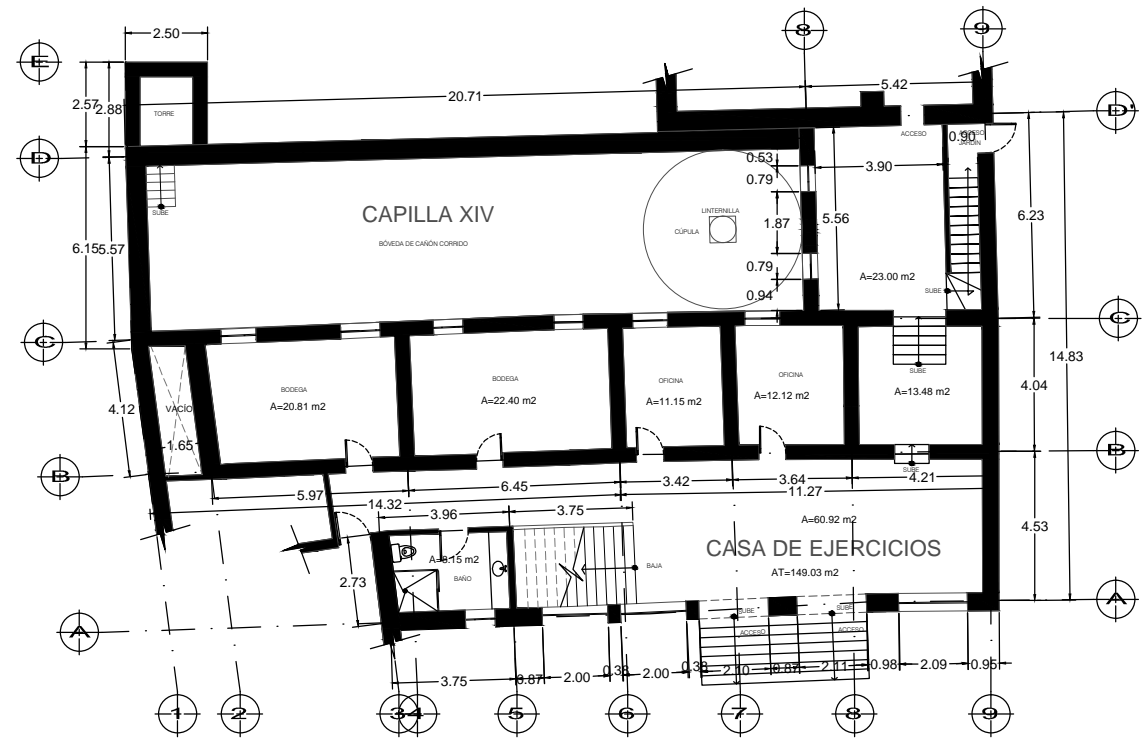 8
9
2.50
E
5.42
20.71
2.57
2.88
TORRE
D'
ACCESO
ACCESO
JARDIN
0.90
D
0.53
3.90
0.79
SUBE
CAPILLA XIV
LINTERNILLA
1.87
5.56
6.23
CÚPULA
BÓVEDA DE CAÑÓN CORRIDO
6.15
5.57
0.79
A=23.00 m2
SUBE
0.94
C
C
14.83
SUBE
4.04
BODEGA
BODEGA
OFICINA
OFICINA
A=20.81 m2
A=22.40 m2
A=11.15 m2
A=12.12 m2
A=13.48 m2
4.12
VACÍO
1.65
B
B
SUBE
5.97
6.45
3.42
3.64
4.21
14.32
11.27
3.96
3.75
A=60.92 m2
4.53
CASA DE EJERCICIOS
2.73
BAÑO
BAJA
AT=149.03 m2
A
A
SUBE
SUBE
ACCESO
ACCESO
3.75
0.87
2.00
0.38
2.00
0.38
2.10
0.87
2.11
0.98
2.09
0.95
1
2
3
4
5
6
7
8
9